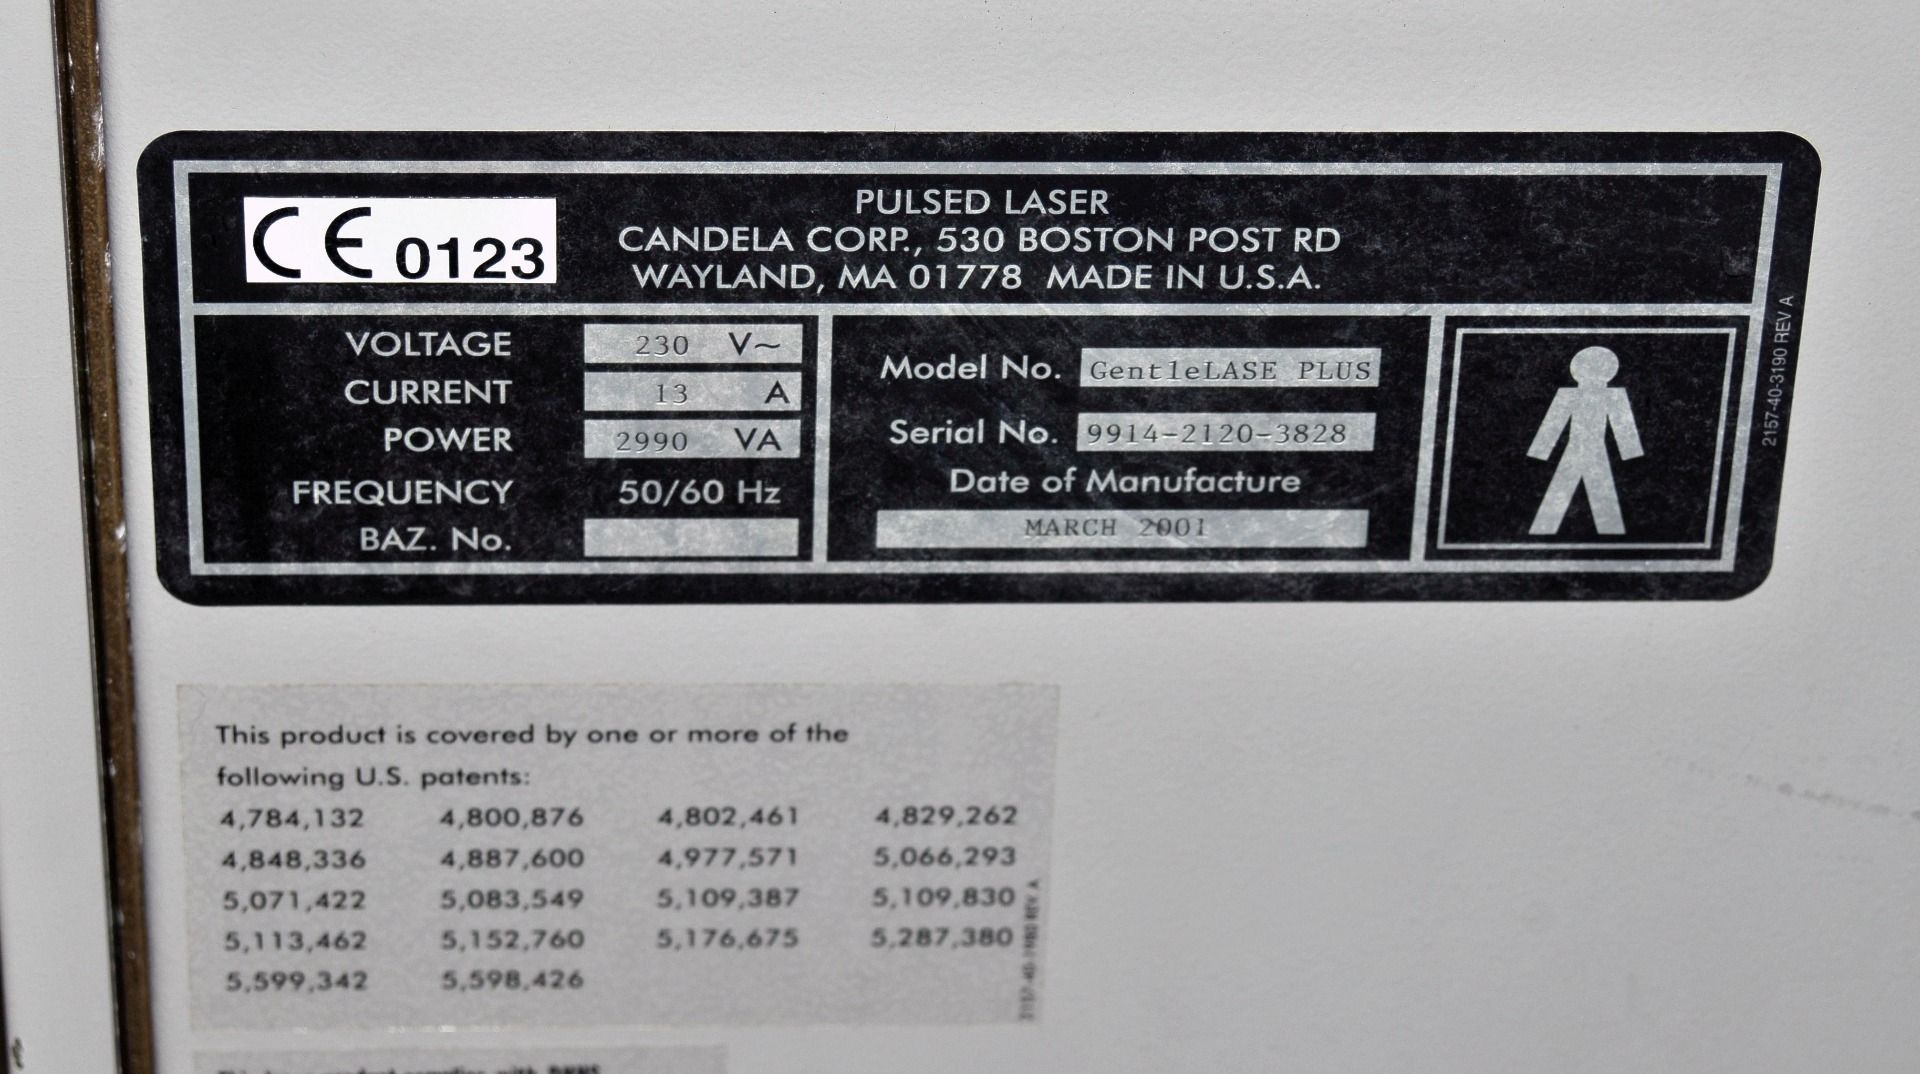 CE 0123
PULSED LASER
CANDELA CORP., 530 BOSTON POST RD
WAYLAND, MA 01778 MADE IN U.S.A.
VOLTAGE 230 V~
CURRENT 13 A
POWER 2990 VA
FREQUENCY 50/60 Hz
BAZ. No.
Model No. GentleLASE PLUS
Serial No. 9914-2120-3828
Date of Manufacture
MARCH 2001
2157-40-3190 REV A
This product is covered by one or more of the
following U.S. patents:
4,784,132 4,800,876 4,802,461 4,829,262
4,848,336 4,887,600 4,977,571 5,066,293
5,071,422 5,083,549 5,109,387 5,109,830
5,113,462 5,152,760 5,176,675 5,287,380
5,599,342 5,598,426
REV A